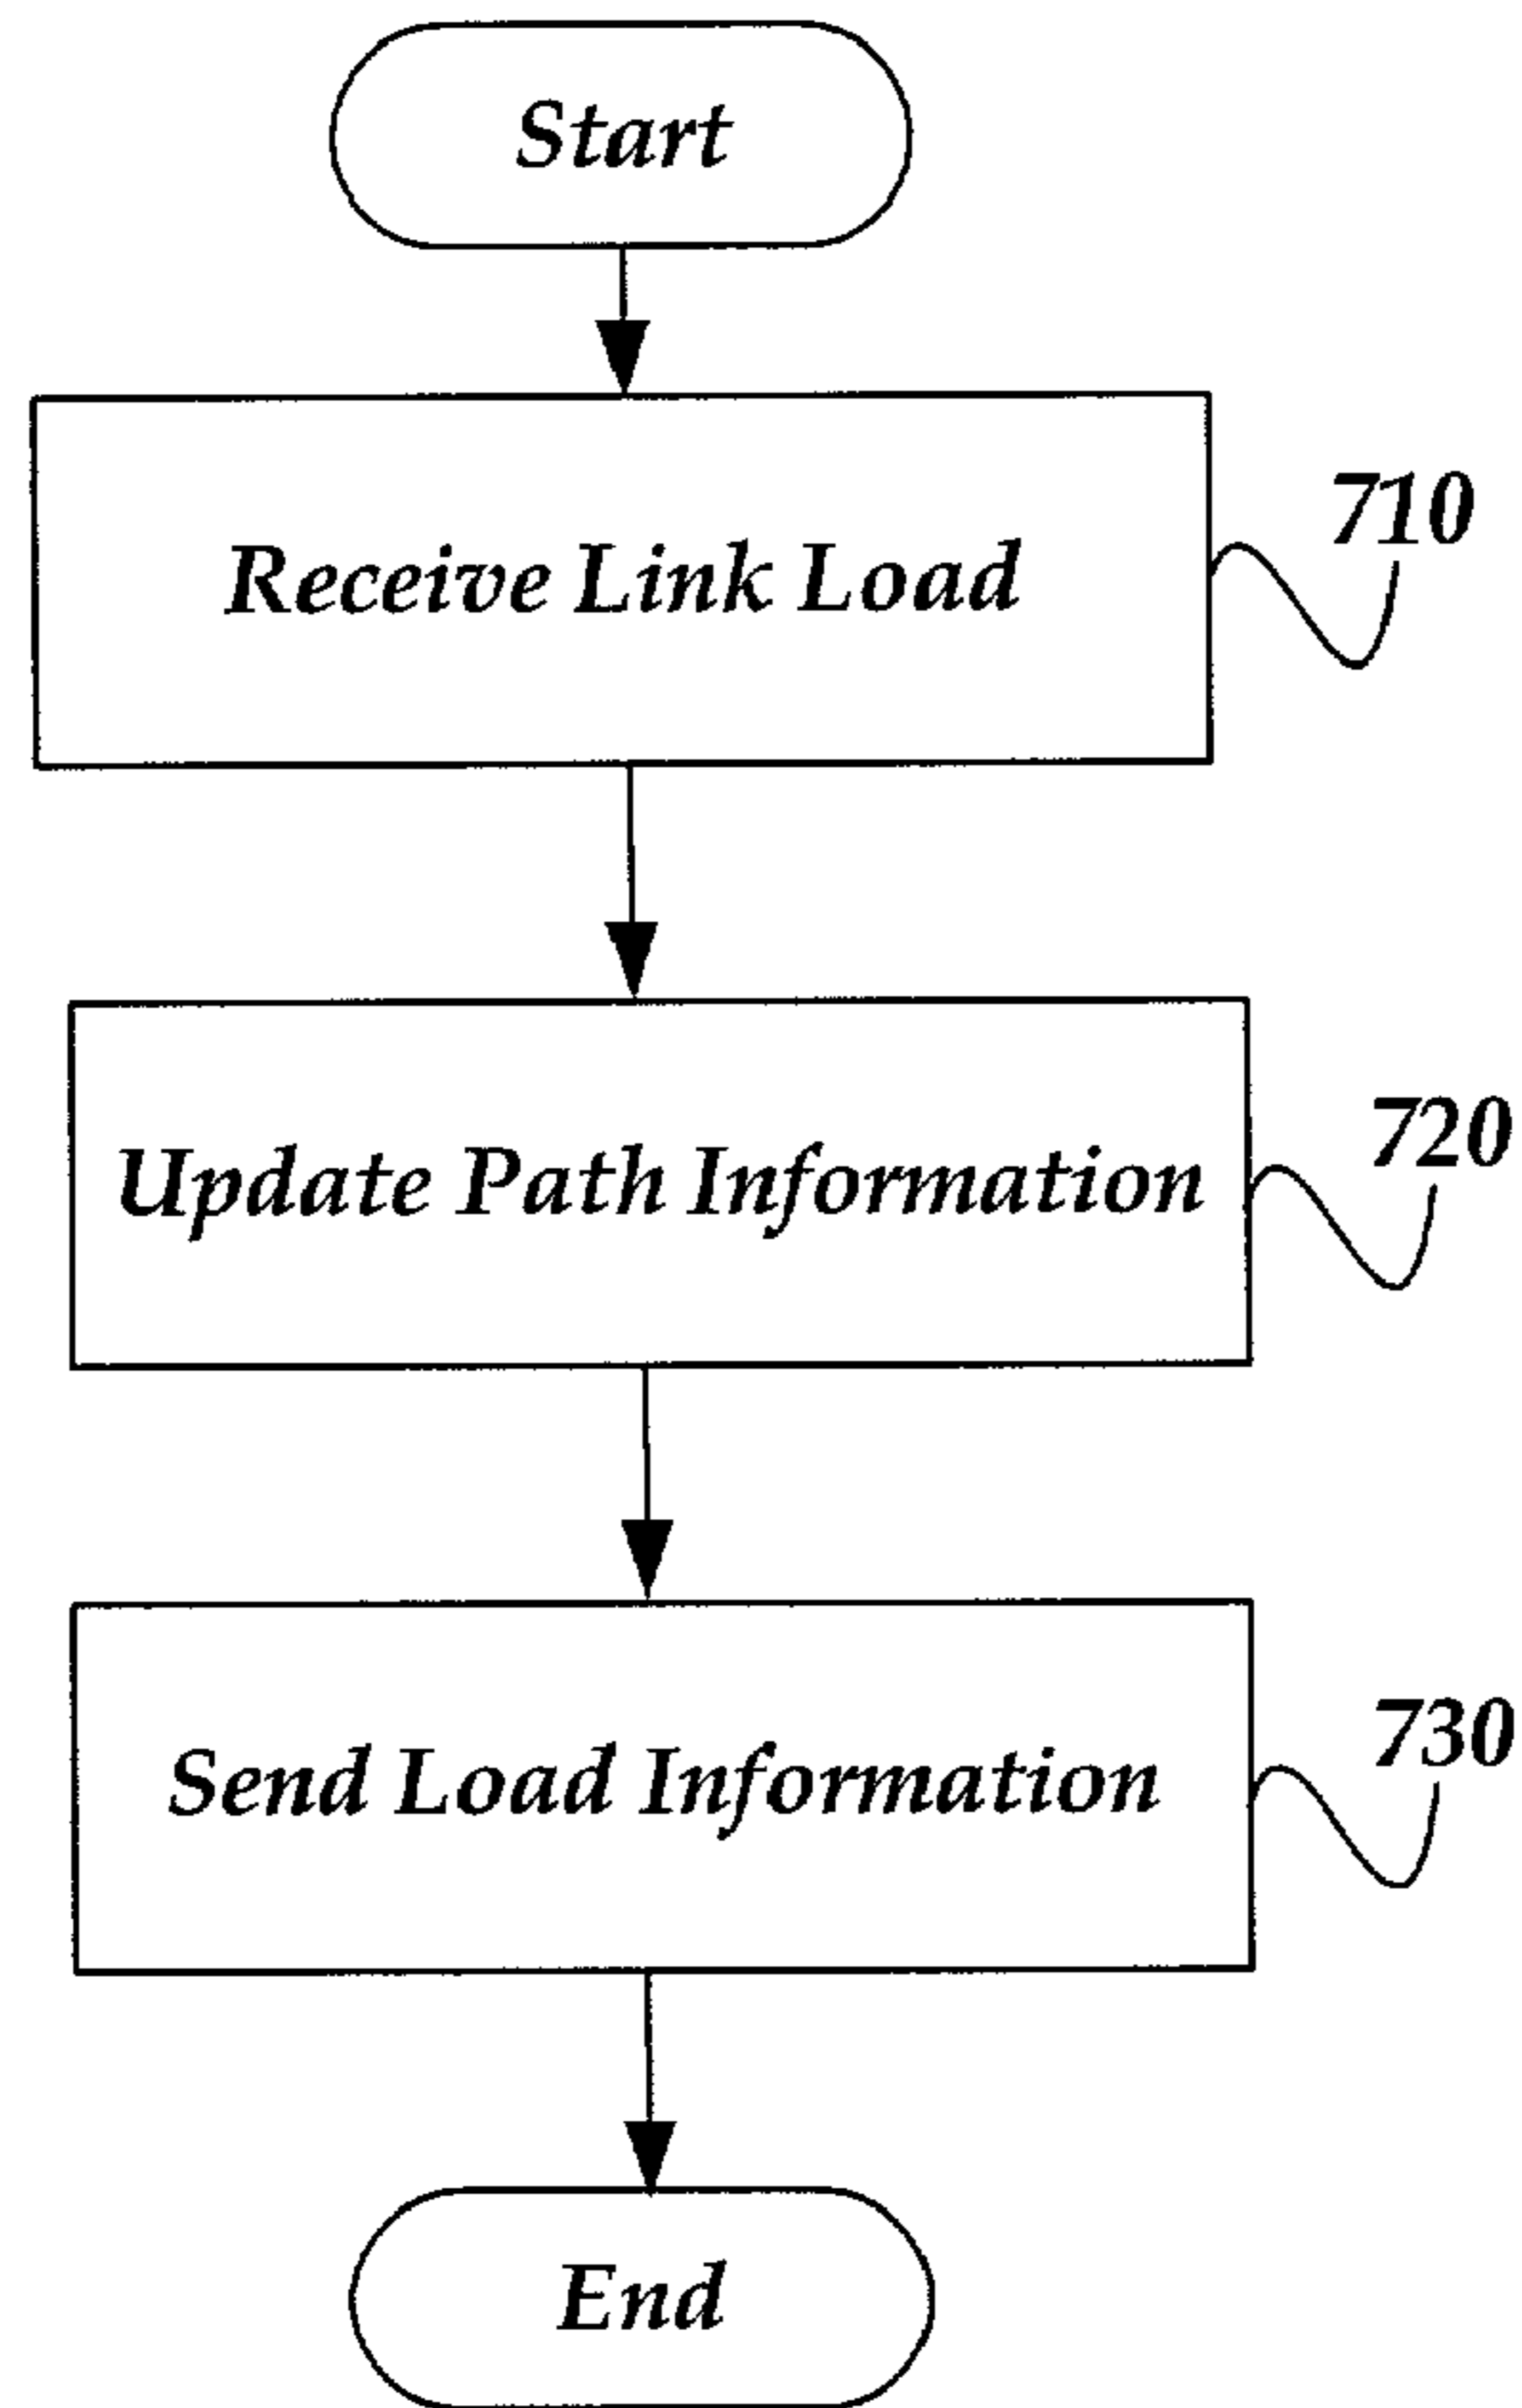 Start
Receive Link Load
710
Update Path Information
720
Send Load Information
730
End